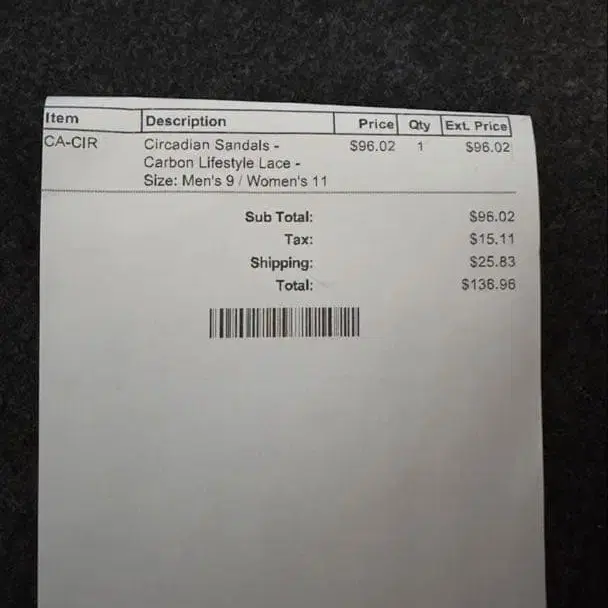 Item Description Price Qty Ext. Price
CA-CIR Circadian Sandals - $96.02 1 $96.02
Carbon Lifestyle Lace -
Size: Men's 9 / Women's 11
Sub Total: $96.02
Tax: $15.11
Shipping: $25.83
Total: $136.96